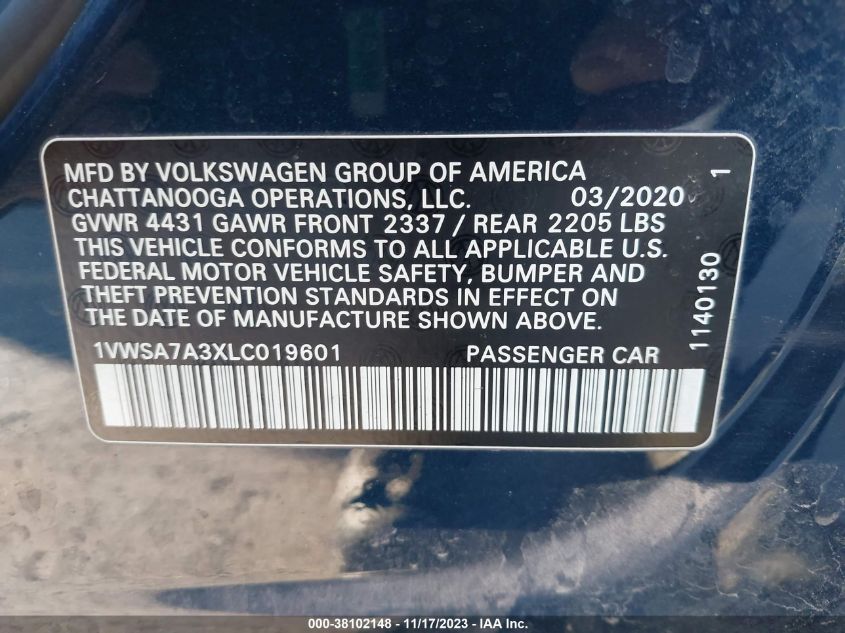 MFD BY VOLKSWAGEN GROUP OF AMERICA
CHATTANOOGA OPERATIONS, LLC. 03/2020
GVWR 4431 GAWR FRONT 2337 / REAR 2205 LBS
THIS VEHICLE CONFORMS TO ALL APPLICABLE U.S.
FEDERAL MOTOR VEHICLE SAFETY, BUMPER AND
THEFT PREVENTION STANDARDS IN EFFECT ON
THE DATE OF MANUFACTURE SHOWN ABOVE.
1VWSA7A3XLC019601 PASSENGER CAR
1140130 1
000-38102148 - 11/17/2023 - IAAI Inc.